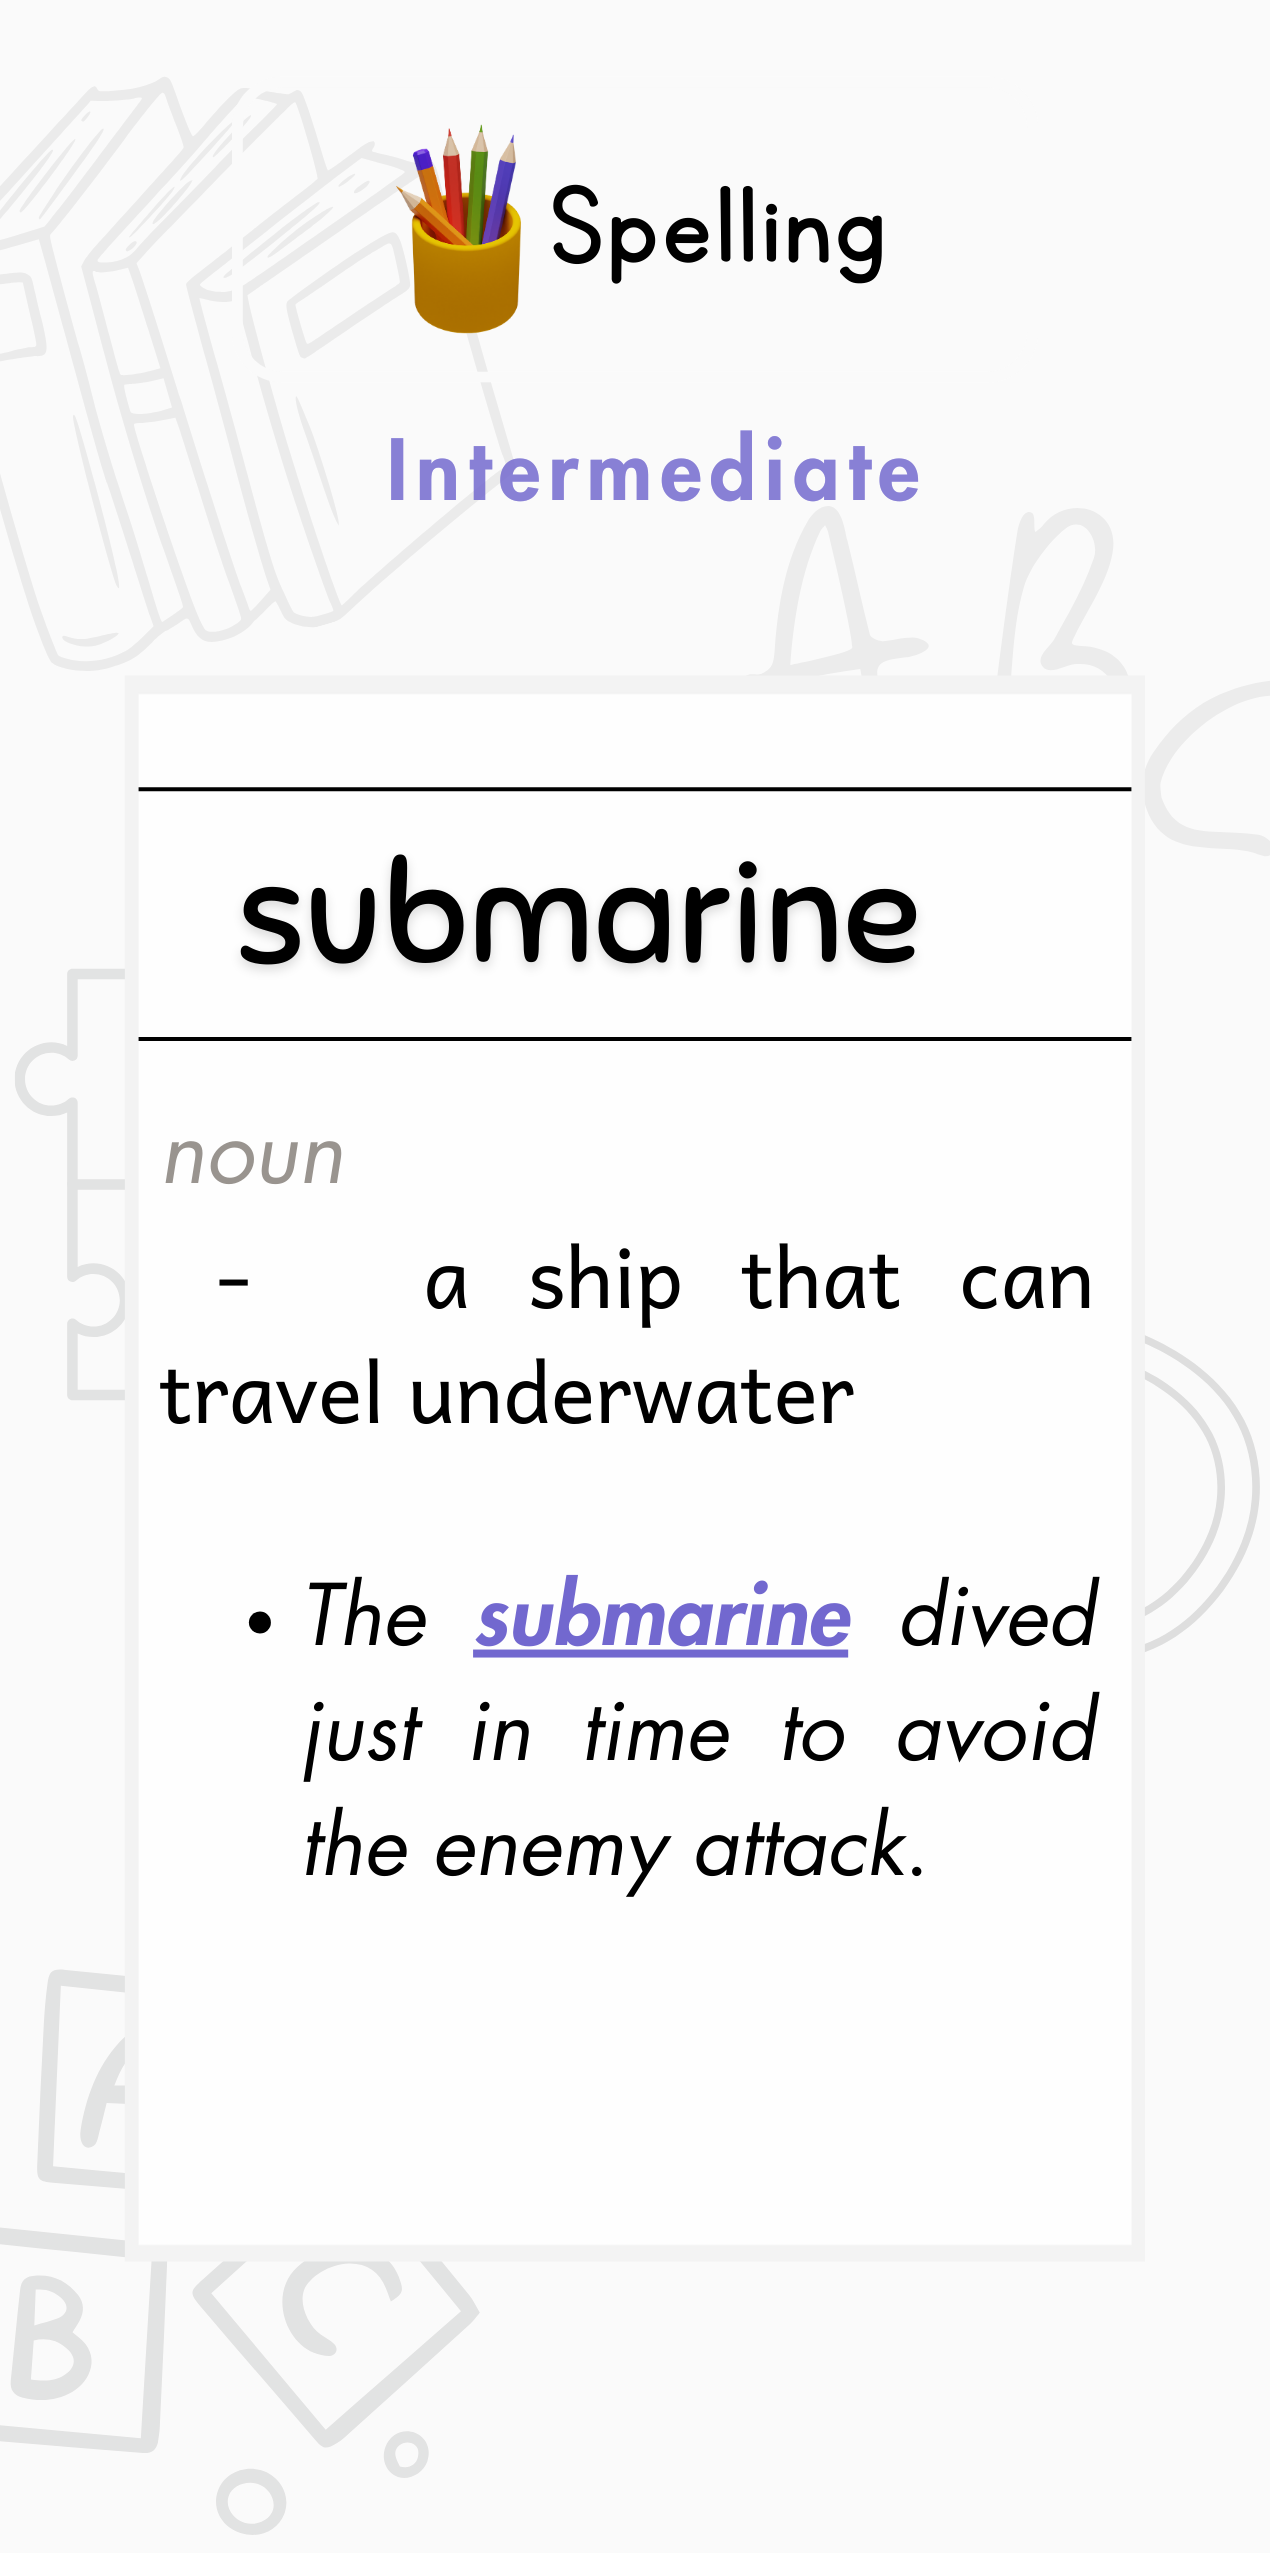 Spelling
Intermediate
A B C
submarine
noun
- a ship that can
travel underwater
• The submarine dived
just in time to avoid
the enemy attack.
A
B
C